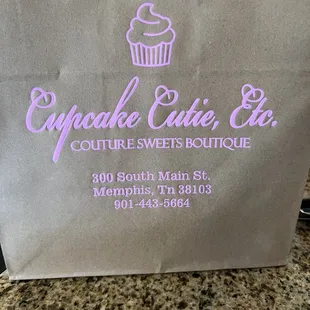 Cupcake Cutie, Etc.
COUTURE SWEETS BOUTIQUE
300 South Main St.
Memphis, Tn 38103
901-443-5664